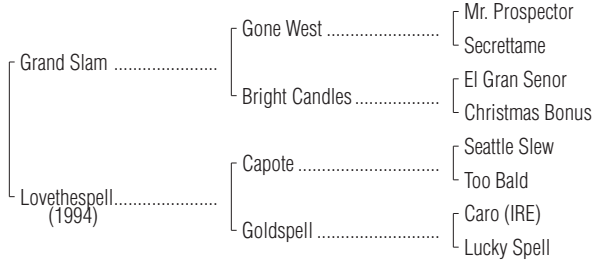 Mr. Prospector
Gone West ......................
Secrettame
Grand Slam .....................
El Gran Senor
Bright Candles .................
Christmas Bonus
Seattle Slew
Capote .............................
Too Bald
Lovethespell.....................
(1994)
Caro (IRE)
Goldspell .........................
Lucky Spell